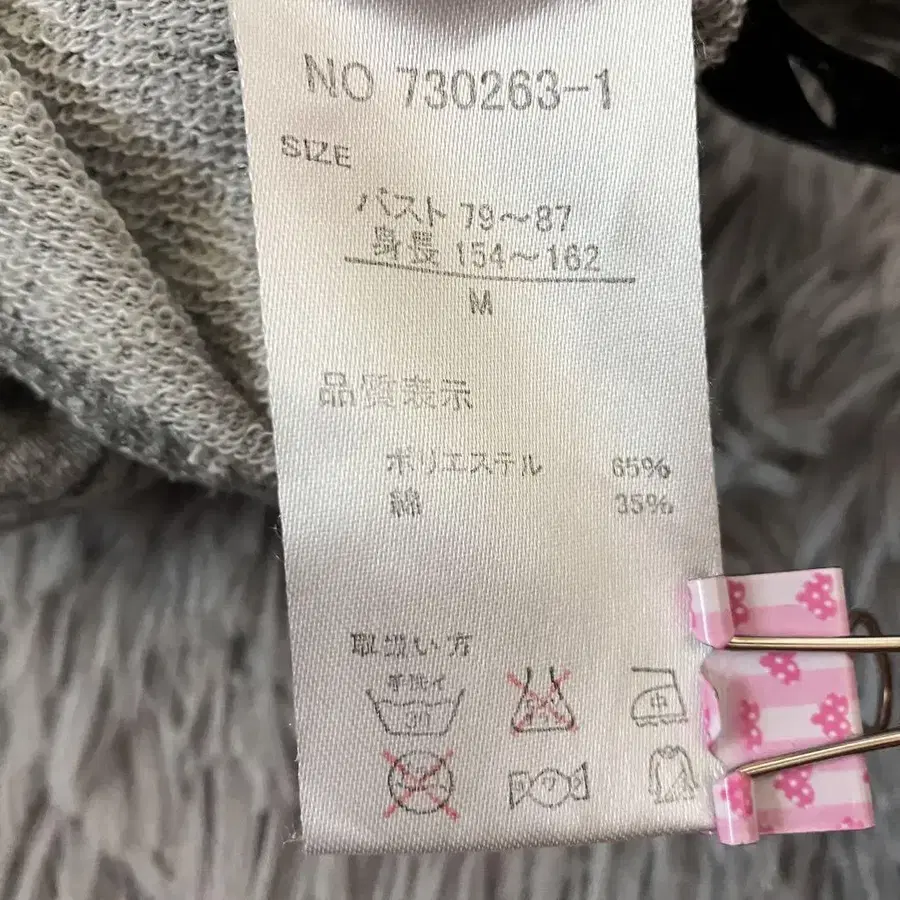 NO 730263-1
SIZE
バスト 79～87
身長 154～162
M
品質表示
ポリエステル 65%
綿 35%
取扱い方
手洗イ
30
中